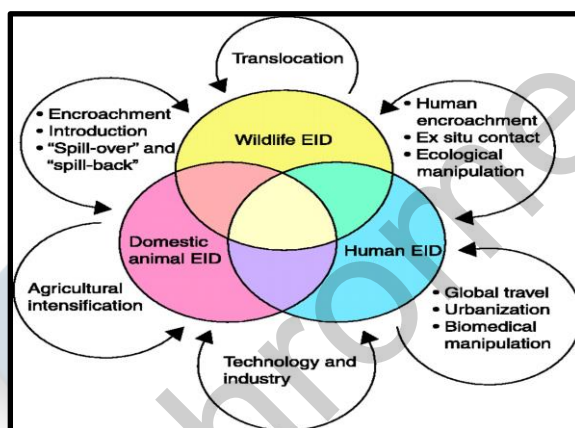 Translocation
• Encroachment
• Introduction
• "Spill-over" and
"spill-back"
• Human
encroachment
• Ex situ contact
• Ecological
manipulation
Wildlife EID
Domestic
animal EID
Human EID
Agricultural
intensification
• Global travel
• Urbanization
• Biomedical
manipulation
Technology and
industry